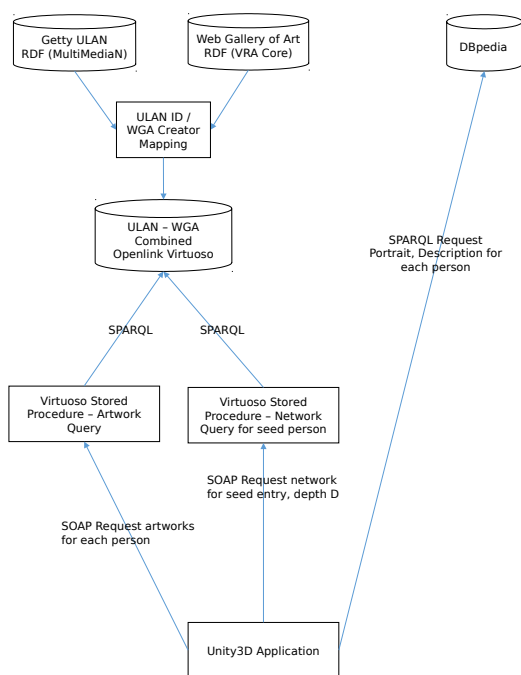 Getty ULAN
RDF (MultiMediaN)
Web Gallery of Art
RDF (VRA Core)
DBpedia
ULAN ID /
WGA Creator
Mapping
ULAN – WGA
Combined
Openlink Virtuoso
SPARQL Request
Portrait, Description for
each person
SPARQL
SPARQL
Virtuoso Stored
Procedure – Artwork
Query
Virtuoso Stored
Procedure – Network
Query for seed person
SOAP Request network
for seed entry, depth D
SOAP Request artworks
for each person
Unity3D Application